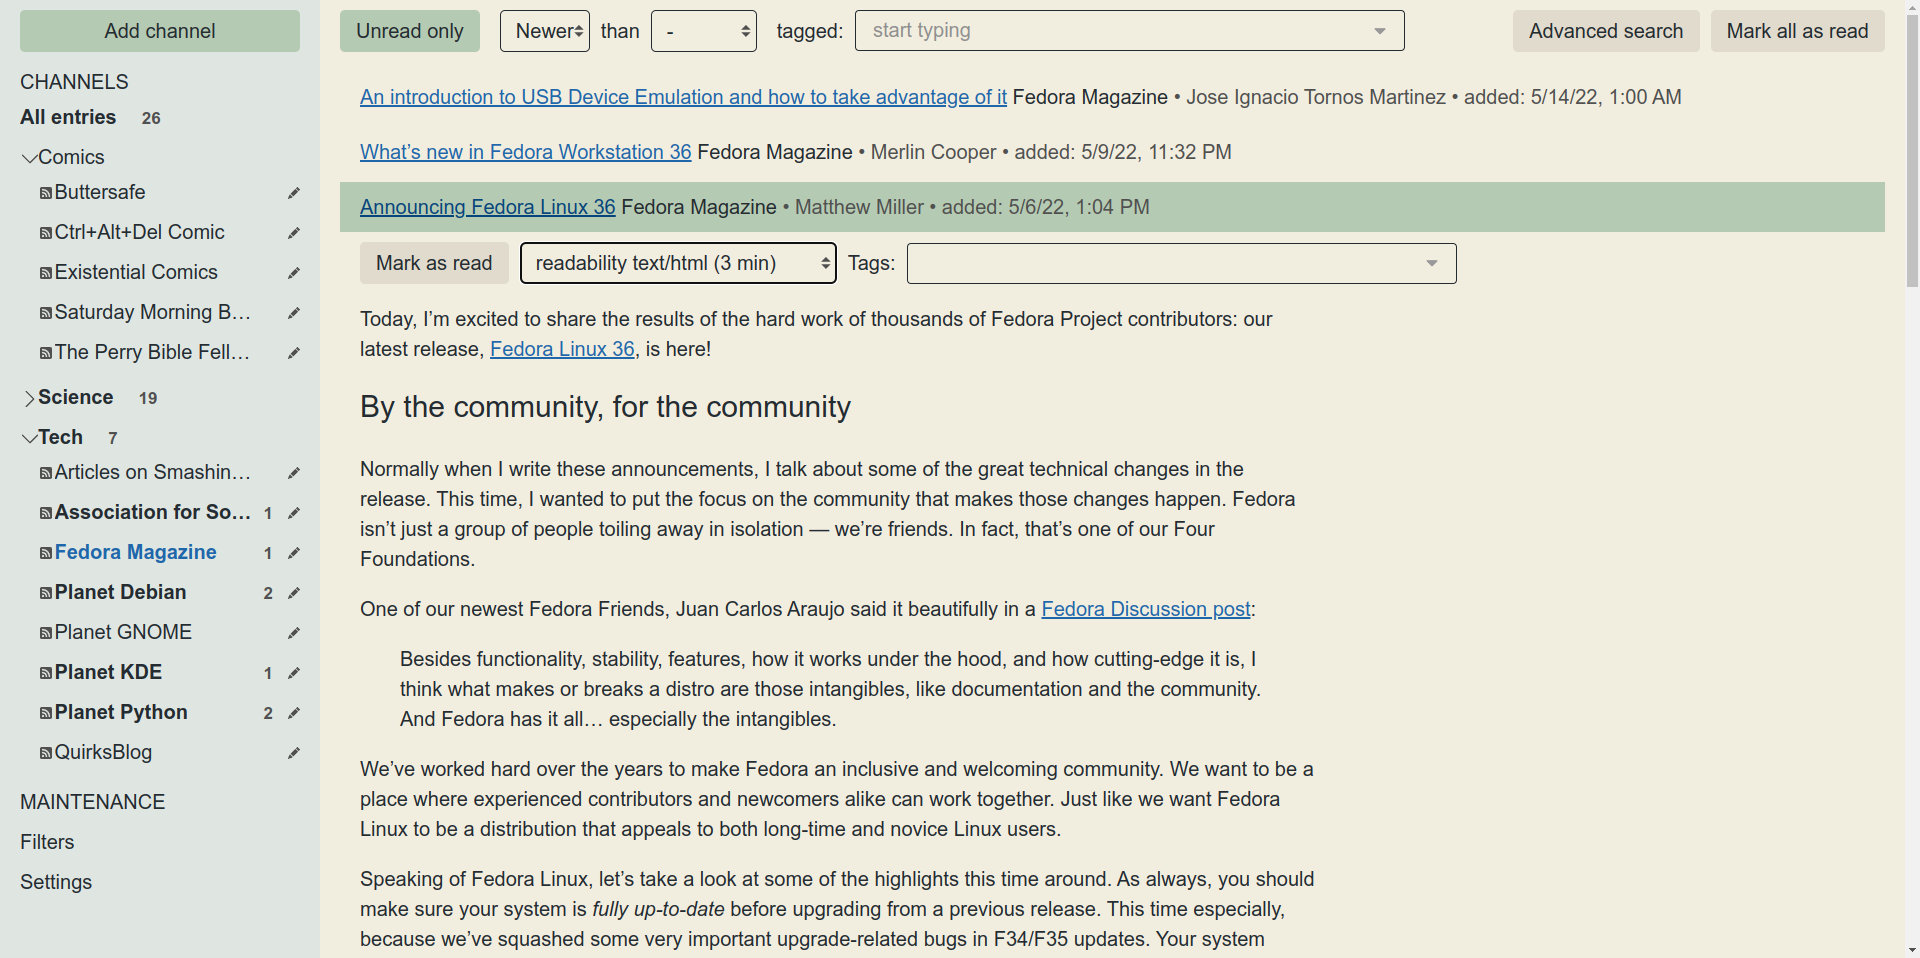 Add channel
CHANNELS
All entries 26
Comics
Buttersafe
Ctrl+Alt+Del Comic
Existential Comics
Saturday Morning B…
The Perry Bible Fell…
Science 19
Tech 7
Articles on Smashin…
Association for So… 1
Fedora Magazine 1
Planet Debian 2
Planet GNOME
Planet KDE 1
Planet Python 2
QuirksBlog
MAINTENANCE
Filters
Settings
Unread only Newer than - tagged: start typing Advanced search Mark all as read
An introduction to USB Device Emulation and how to take advantage of it Fedora Magazine • Jose Ignacio Tornos Martinez • added: 5/14/22, 1:00 AM
What’s new in Fedora Workstation 36 Fedora Magazine • Merlin Cooper • added: 5/9/22, 11:32 PM
Announcing Fedora Linux 36 Fedora Magazine • Matthew Miller • added: 5/6/22, 1:04 PM
Mark as read readability text/html (3 min) Tags:
Today, I’m excited to share the results of the hard work of thousands of Fedora Project contributors: our
latest release, Fedora Linux 36, is here!
By the community, for the community
Normally when I write these announcements, I talk about some of the great technical changes in the
release. This time, I wanted to put the focus on the community that makes those changes happen. Fedora
isn’t just a group of people toiling away in isolation — we’re friends. In fact, that’s one of our Four
Foundations.
One of our newest Fedora Friends, Juan Carlos Araujo said it beautifully in a Fedora Discussion post:
Besides functionality, stability, features, how it works under the hood, and how cutting-edge it is, I
think what makes or breaks a distro are those intangibles, like documentation and the community.
And Fedora has it all… especially the intangibles.
We’ve worked hard over the years to make Fedora an inclusive and welcoming community. We want to be a
place where experienced contributors and newcomers alike can work together. Just like we want Fedora
Linux to be a distribution that appeals to both long-time and novice Linux users.
Speaking of Fedora Linux, let’s take a look at some of the highlights this time around. As always, you should
make sure your system is fully up-to-date before upgrading from a previous release. This time especially,
because we’ve squashed some very important upgrade-related bugs in F34/F35 updates. Your system